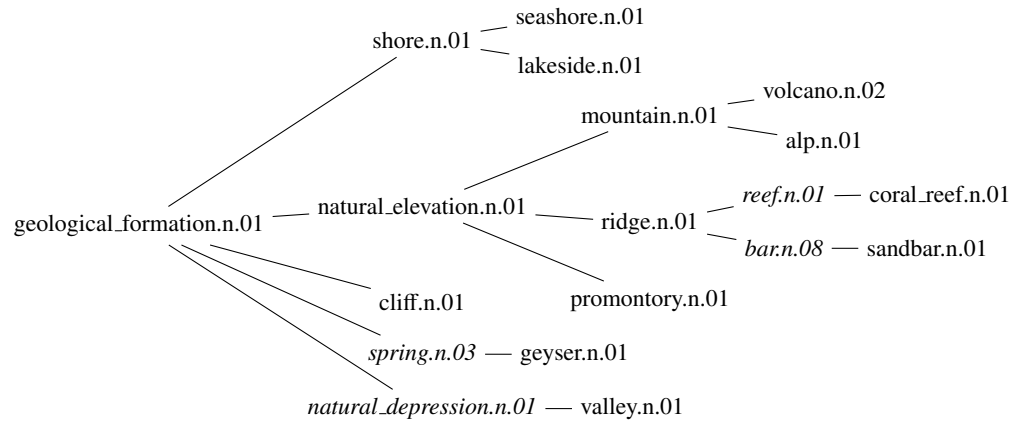 seashore.n.01
shore.n.01
lakeside.n.01
volcano.n.02
mountain.n.01
alp.n.01
reef.n.01 coral_reef.n.01
geological_formation.n.01 natural_elevation.n.01 ridge.n.01
bar.n.08 sandbar.n.01
cliff.n.01 promontory.n.01
spring.n.03 geyser.n.01
natural_depression.n.01 valley.n.01